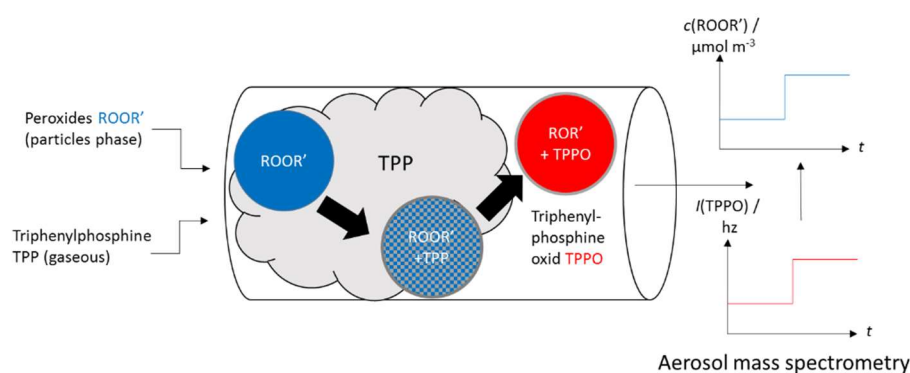 Peroxides ROOR'
(particles phase)
Triphenylphosphine
TPP (gaseous)
ROOR'
TPP
ROOR'
+TPP
ROR'
+ TPPO
Triphenyl-
phosphine
oxid TPPO
c(ROOR') /
µmol m⁻³
t
I(TPPO) /
hz
t
Aerosol mass spectrometry